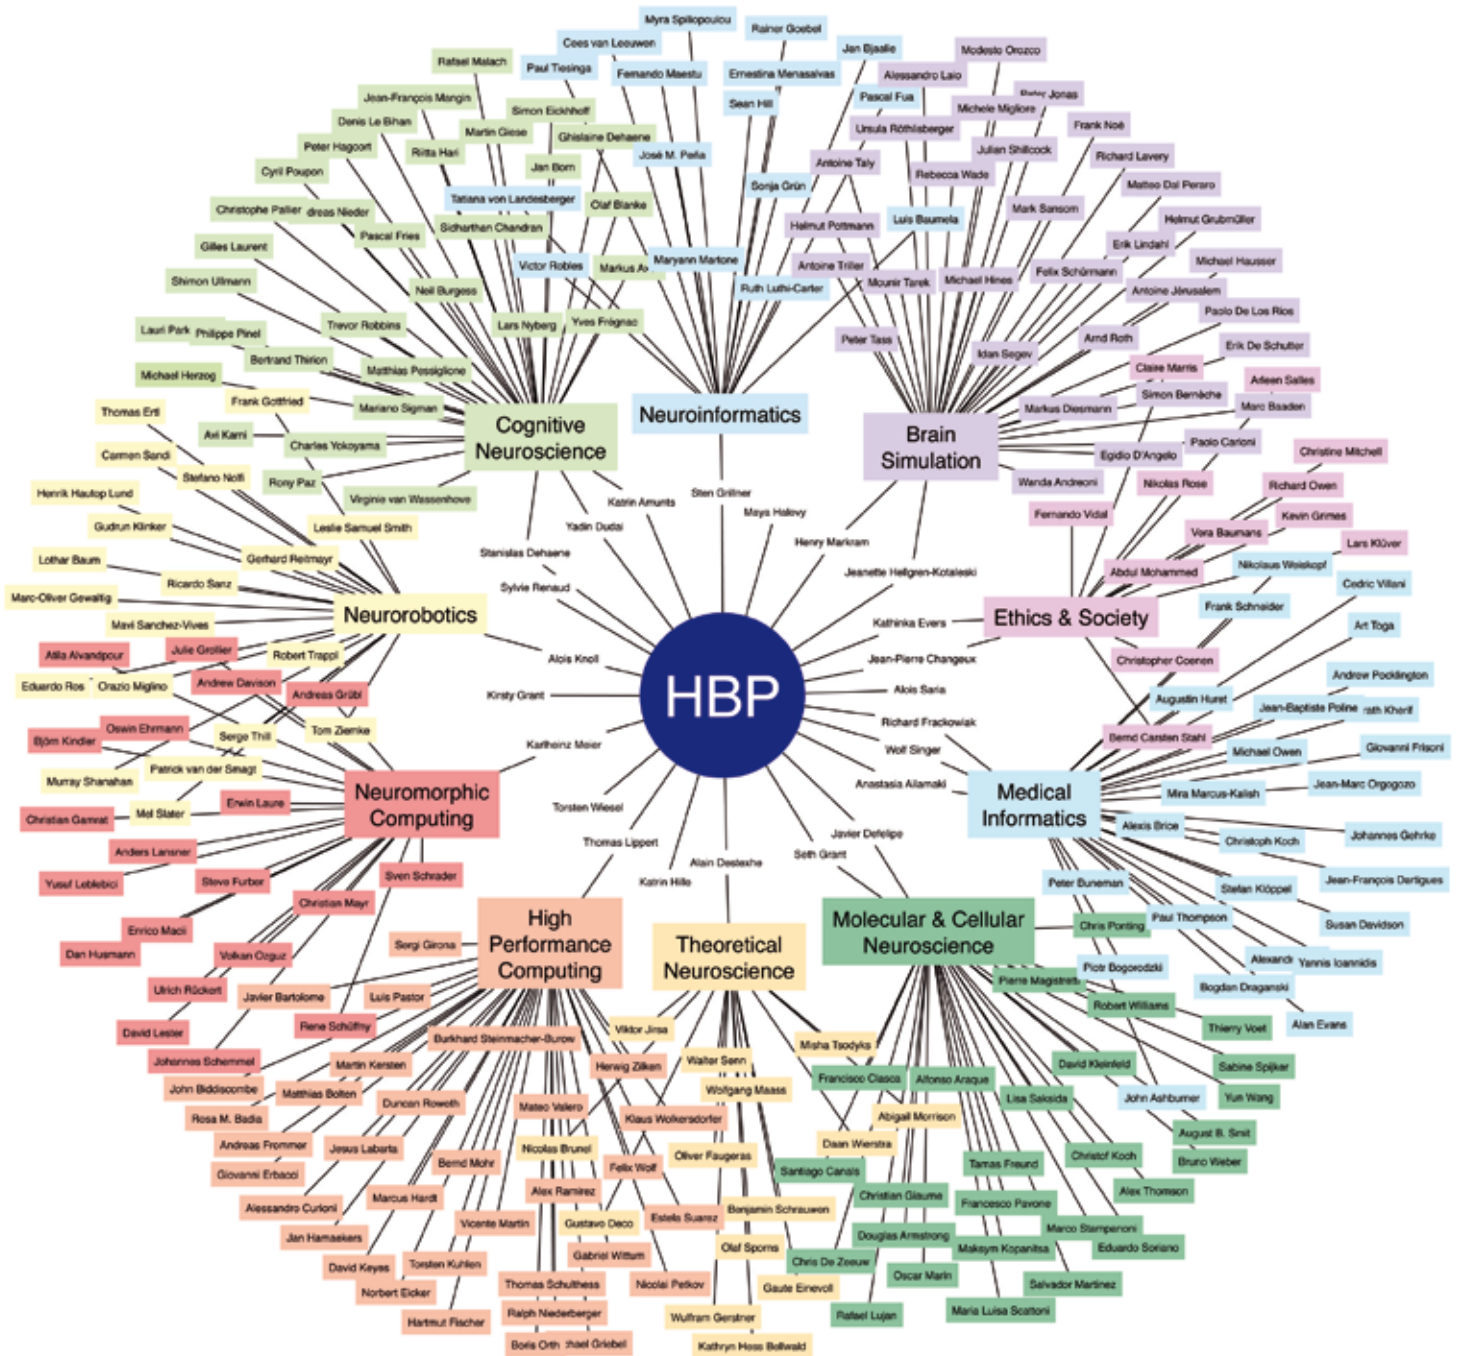 Myra Spiliopoulou
Rainer Goebel
Cees van Leeuwen
Jan Bjaalie
Modesto Orozco
Rafael Malach
Paul Tiesinga
Fernando Maestu
Ernestina Menasalvas
Alessandro Laio
Jean-François Mangin
Simon Eickhhoff
Sean Hill
Pascal Fua
Michele Migliore
Peter Jonas
Denis Le Bihan
Martin Giese
Ghislaine Dehaene
Ursula Röthlisberger
Frank Noé
Peter Hagoort
Riitta Hari
José M. Peña
Antoine Taly
Julian Shillcock
Richard Lavery
Cyril Poupon
Jan Born
Sonja Grün
Rebecca Wade
Matteo Dal Peraro
Tatiana von Landesberger
Olaf Blanke
Christophe Pallier
dreas Nieder
Sidharthan Chandran
Helmut Pottmann
Luis Baumela
Mark Sansom
Helmut Grubmüller
Pascal Fries
Gilles Laurent
Erik Lindahl
Victor Robles
Markus
Maryann Martone
Antoine Triller
Michael Hausser
Shimon Ullmann
Neil Burgess
Ruth Luthi-Carter
Mounir Tarek
Michael Hines
Felix Schürmann
Antoine Jérusalem
Lauri Park
Philippe Pinel
Trevor Robbins
Lars Nyberg
Yves Frégnac
Peter Tass
Idan Segev
Arnd Roth
Paolo De Los Rios
Bertrand Thirion
Matthias Pessiglione
Claire Marris
Erik De Schutter
Michael Herzog
Frank Gottfried
Mariano Sigman
Markus Diesmann
Simon Bernèche
Arleen Salles
Marc Baaden
Thomas Ertl
Avi Karni
Charles Yokoyama
Cognitive
Neuroscience
Neuroinformatics
Brain
Simulation
Egidio D'Angelo
Paolo Carloni
Christine Mitchell
Carmen Sandi
Stefano Nolfi
Rony Paz
Virginie van Wassenhove
Katrin Amunts
Sten Grillner
Wanda Andreoni
Nikolas Rose
Richard Owen
Henrik Hautop Lund
Gudrun Klinker
Leslie Samuel Smith
Yadin Dudai
Maya Halevy
Fernando Vidal
Vera Baumans
Kevin Grimes
Lothar Baum
Gerhard Reitmayr
Stanislas Dehaene
Henry Markram
Abdul Mohammed
Nikolaus Weiskopf
Lars Klüver
Marc-Oliver Gewaltig
Ricardo Sanz
Sylvie Renaud
Jeanette Hellgren-Kotaleski
Frank Schneider
Cedric Villani
Mavi Sanchez-Vives
Neurorobotics
Kathinka Evers
Ethics & Society
Art Toga
Atila Alvandpour
Julie Grollier
Robert Trappl
Alois Knoll
Jean-Pierre Changeux
Christopher Coenen
Andrew Pocklington
Eduardo Ros
Orazio Miglino
Andrew Davison
Andreas Grübl
Kirsty Grant
HBP
Alois Saria
Augustin Huret
Jean-Baptiste Poline
rath Kherif
Björn Kindler
Oswin Ehrmann
Serge Thill
Tom Ziemke
Karlheinz Meier
Richard Frackowiak
Wolf Singer
Bernd Carsten Stahl
Michael Owen
Giovanni Frisoni
Murray Shanahan
Patrick van der Smagt
Neuromorphic
Computing
Anastasia Ailamaki
Medical
Informatics
Mira Marcus-Kalish
Jean-Marc Orgogozo
Christian Gamrat
Mel Slater
Erwin Laure
Torsten Wiesel
Alexis Brice
Christoph Koch
Johannes Gehrke
Anders Lansner
Thomas Lippert
Javier Defelipe
Yusuf Leblebici
Steve Furber
Sven Schrader
Katrin Hille
Alain Destexhe
Seth Grant
Peter Buneman
Stefan Klöppel
Jean-François Dartigues
Christian Mayr
High
Performance
Computing
Theoretical
Neuroscience
Molecular & Cellular
Neuroscience
Chris Ponting
Paul Thompson
Susan Davidson
Enrico Macii
Dan Husmann
Volkan Ozguz
Sergi Girona
Piotr Bogorodzki
Alexandr
Yannis Ioannidis
Ulrich Rückert
Javier Bartolome
Luis Pastor
Pierre Magistretti
Bogdan Draganski
David Lester
Rene Schüffny
Viktor Jirsa
Robert Williams
Thierry Voet
Alan Evans
Johannes Schemmel
Burkhard Steinmacher-Burow
Misha Tsodyks
John Biddiscombe
Martin Kersten
Herwig Zilken
Walter Senn
Francisco Clasca
Alfonso Araque
David Kleinfeld
Sabine Spijker
Rosa M. Badia
Matthias Bolten
Duncan Roweth
Mateo Valero
Wolfgang Maass
Lisa Saksida
John Ashburner
Yun Wang
Andreas Frommer
Jesus Labarta
Klaus Wolkersdorfer
Abigail Morrison
August B. Smit
Giovanni Erbacci
Bernd Mohr
Nicolas Brunel
Oliver Faugeras
Daan Wierstra
Christof Koch
Bruno Weber
Alessandro Curioni
Marcus Hardt
Alex Ramirez
Felix Wolf
Santiago Canals
Tamas Freund
Alex Thomson
Jan Hamaekers
Vicente Martin
Gustavo Deco
Estela Suarez
Benjamin Schrauwen
Christian Giaume
Francesco Pavone
David Keyes
Torsten Kuhlen
Gabriel Wittum
Olaf Sporns
Douglas Armstrong
Maksym Kopanitsa
Marco Stampanoni
Eduardo Soriano
Norbert Eicker
Thomas Schulthess
Nicolai Petkov
Chris De Zeeuw
Gaute Einevoll
Oscar Marin
Salvador Martinez
Hartmut Fischer
Ralph Niederberger
Wulfram Gerstner
Rafael Lujan
Maria Luisa Scattoni
Boris Orth
hael Griebel
Kathryn Hess Bellwald